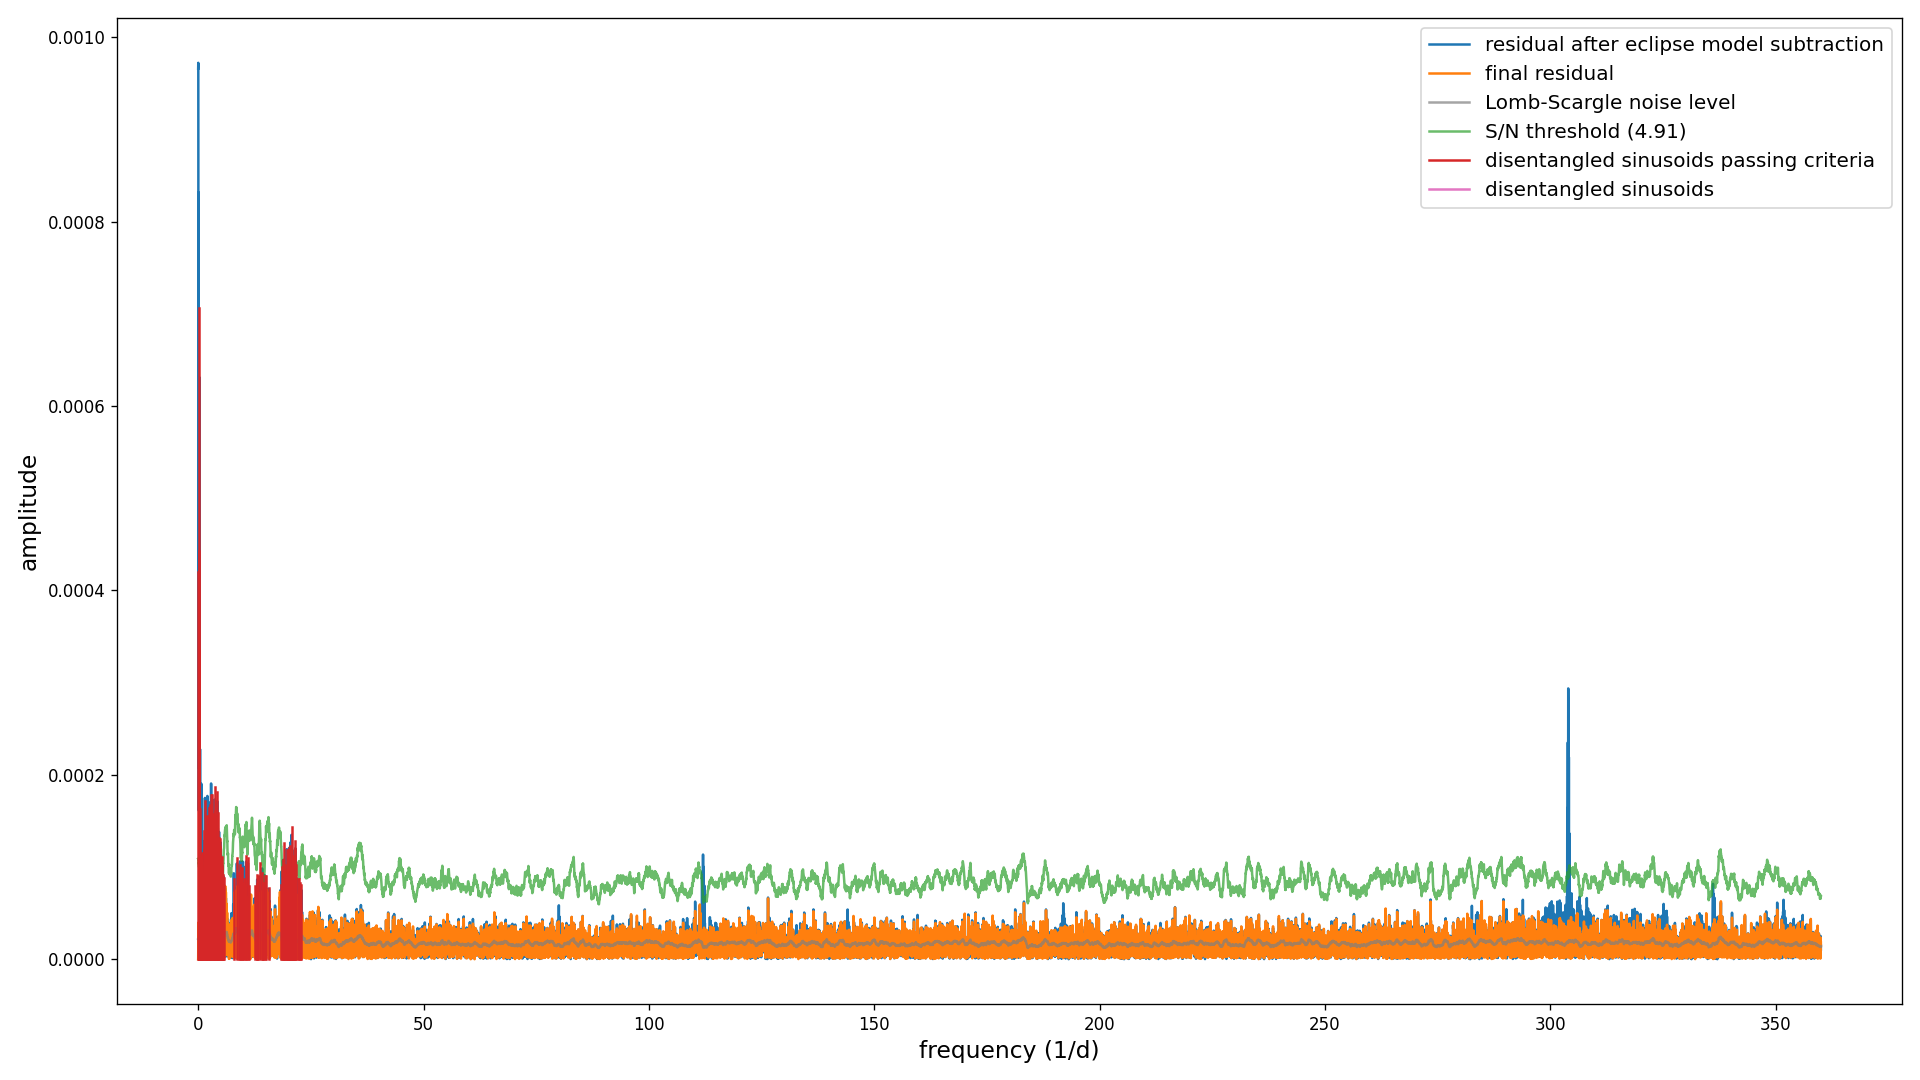 0.0010
0.0008
0.0006
0.0004
0.0002
0.0000
amplitude
0
50
100
150
200
250
300
350
frequency (1/d)
residual after eclipse model subtraction
final residual
Lomb-Scargle noise level
S/N threshold (4.91)
disentangled sinusoids passing criteria
disentangled sinusoids